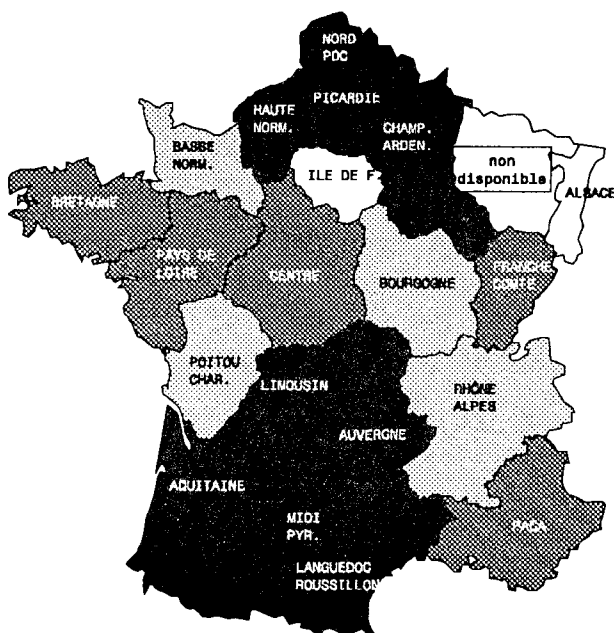 NORD
PDC
PICARDIE
HAUTE
NORM.
CHAMP.
ARDEN.
BASSE
NORM.
ILE DE F.
non
disponible
ALSACE
BRETAGNE
PAYS DE
LOIRE
CENTRE
BOURGOGNE
FRANCHE
COMTE
POITOU
CHAR.
LIMOUSIN
RHÔNE
ALPES
AUVERGNE
AQUITAINE
MIDI
PYR.
PACA
LANGUEDOC
ROUSSILLON